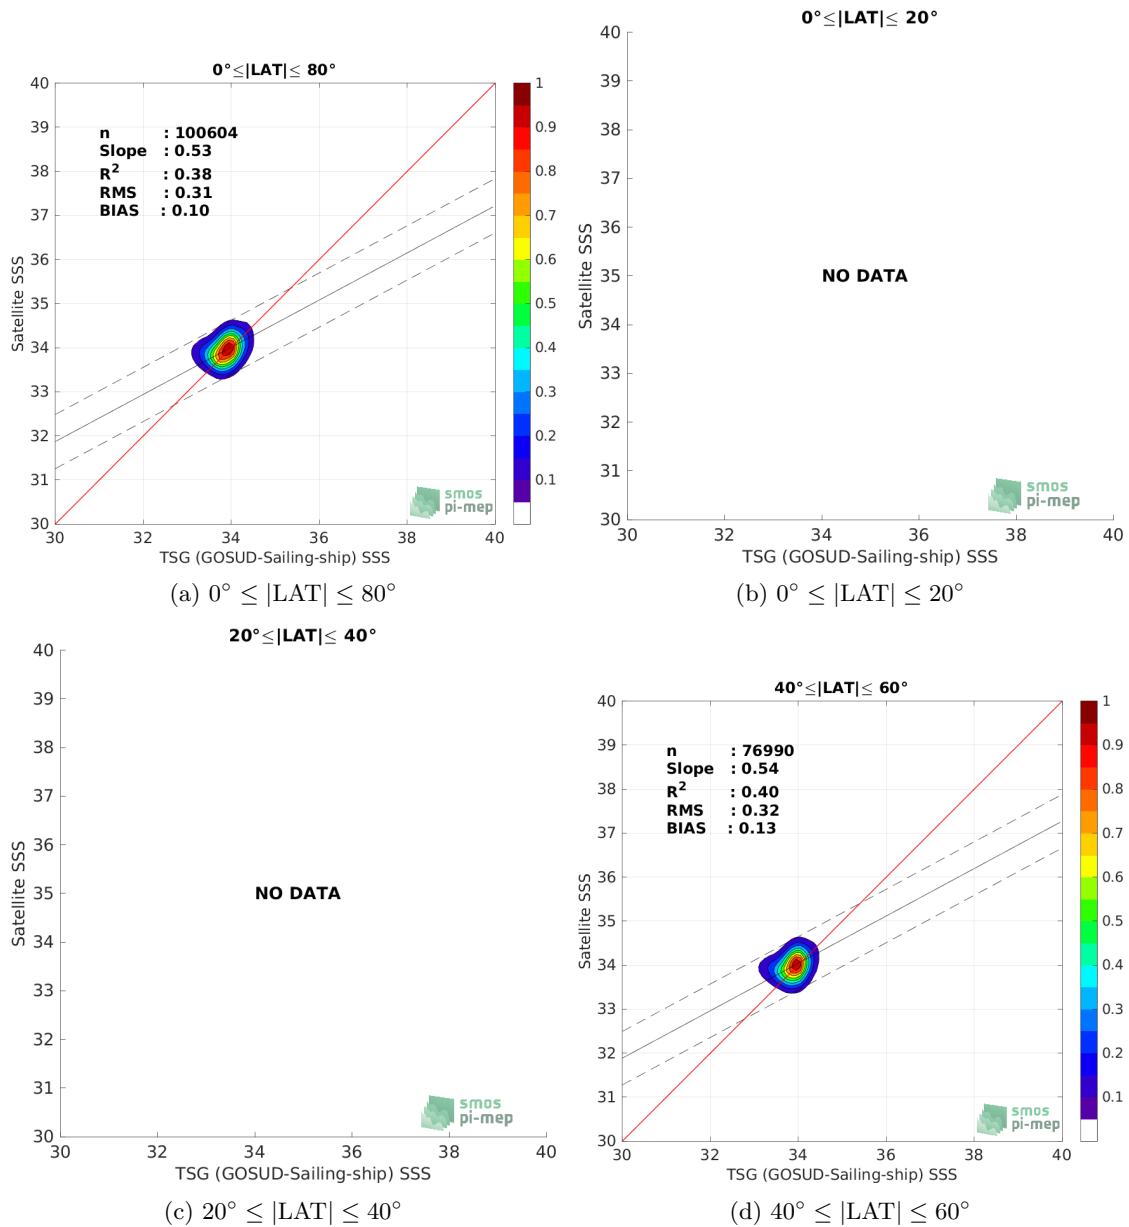 0°≤|LAT|≤ 80°
40
39
38
37
36
35
34
33
32
31
30
n : 100604
Slope : 0.53
R² : 0.38
RMS : 0.31
BIAS : 0.10
Satellite SSS
30 32 34 36 38 40
TSG (GOSUD-Sailing-ship) SSS
1
0.9
0.8
0.7
0.6
0.5
0.4
0.3
0.2
0.1
smos
pi-mep
(a) 0° ≤ |LAT| ≤ 80°
0°≤|LAT|≤ 20°
40
39
38
37
36
35
34
33
32
31
30
NO DATA
Satellite SSS
30 32 34 36 38 40
TSG (GOSUD-Sailing-ship) SSS
smos
pi-mep
(b) 0° ≤ |LAT| ≤ 20°
20°≤|LAT|≤ 40°
40
39
38
37
36
35
34
33
32
31
30
NO DATA
Satellite SSS
30 32 34 36 38 40
TSG (GOSUD-Sailing-ship) SSS
smos
pi-mep
(c) 20° ≤ |LAT| ≤ 40°
40°≤|LAT|≤ 60°
40
39
38
37
36
35
34
33
32
31
30
n : 76990
Slope : 0.54
R² : 0.40
RMS : 0.32
BIAS : 0.13
Satellite SSS
30 32 34 36 38 40
TSG (GOSUD-Sailing-ship) SSS
1
0.9
0.8
0.7
0.6
0.5
0.4
0.3
0.2
0.1
smos
pi-mep
(d) 40° ≤ |LAT| ≤ 60°